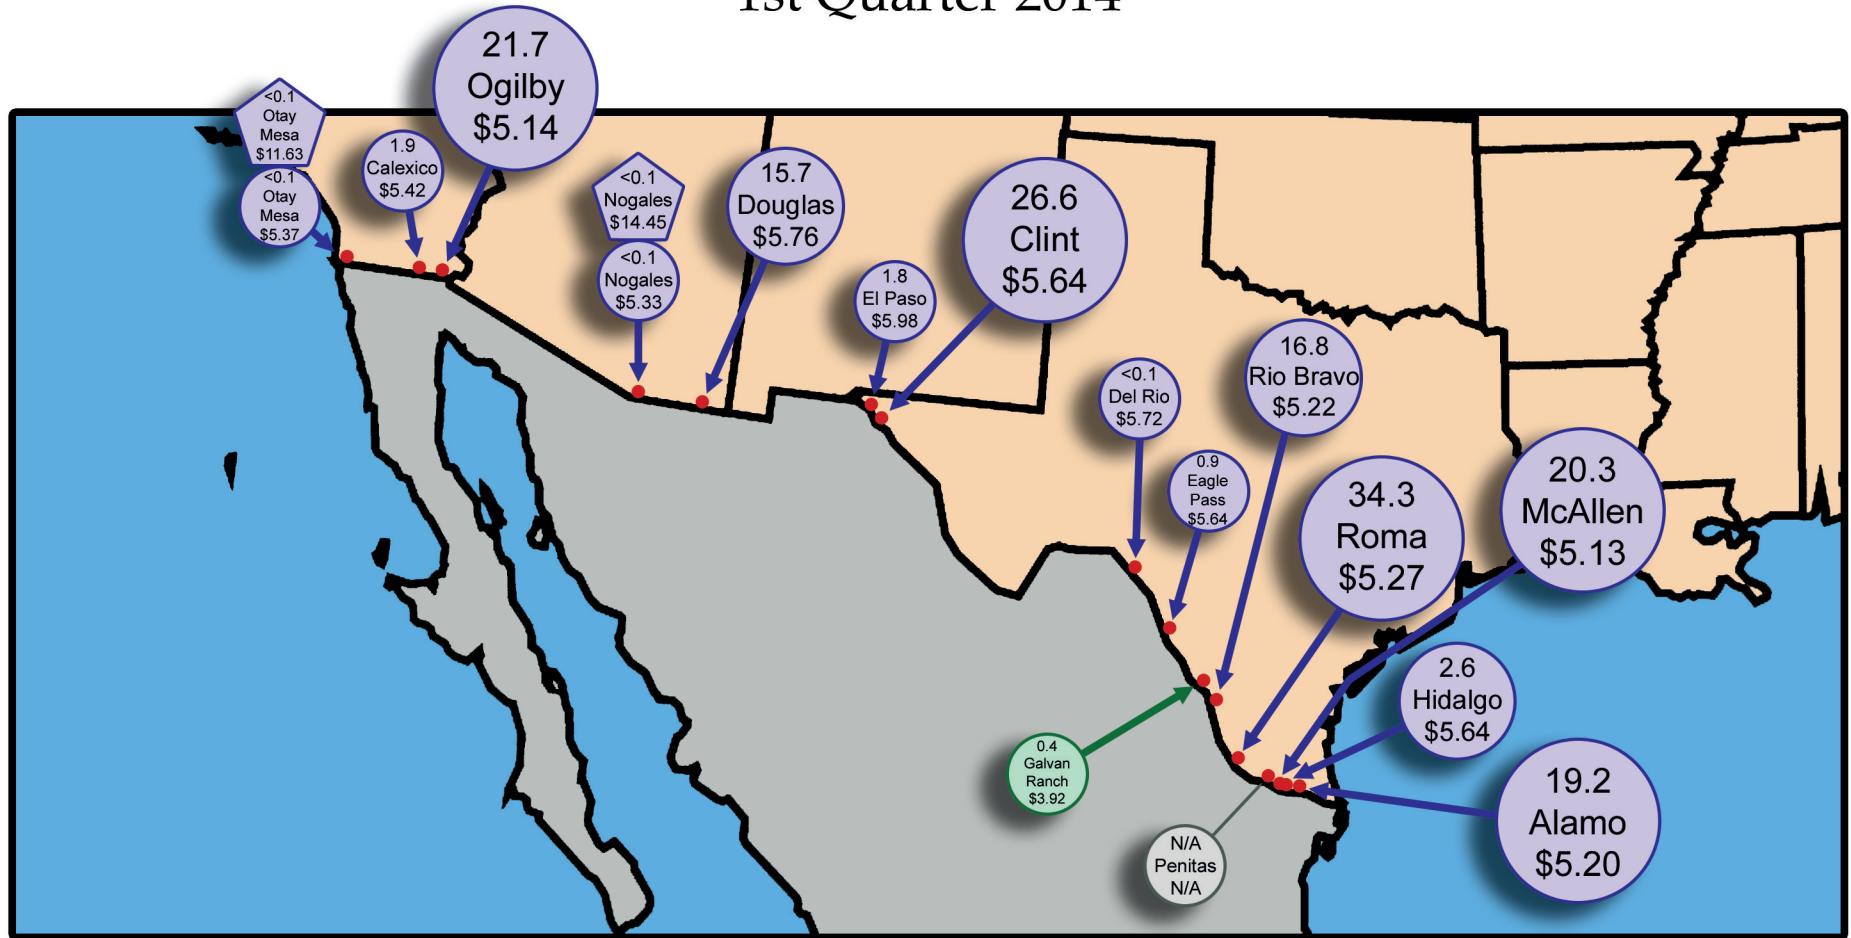 1st Quarter 2014
21.7
Ogilby
$5.14
<0.1
Otay
Mesa
$11.63
<0.1
Otay
Mesa
$5.37
1.9
Calexico
$5.42
<0.1
Nogales
$14.45
<0.1
Nogales
$5.33
15.7
Douglas
$5.76
1.8
El Paso
$5.98
26.6
Clint
$5.64
<0.1
Del Rio
$5.72
0.9
Eagle
Pass
$5.64
16.8
Rio Bravo
$5.22
34.3
Roma
$5.27
20.3
McAllen
$5.13
2.6
Hidalgo
$5.64
19.2
Alamo
$5.20
0.4
Galvan
Ranch
$3.92
N/A
Penitas
N/A